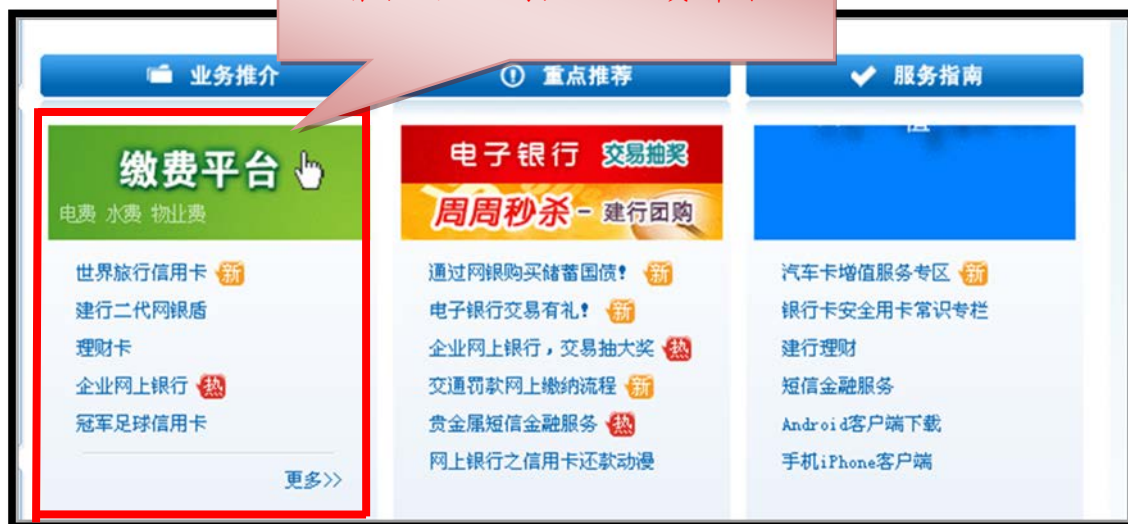 业务推介
缴费平台
电费 水费 物业费
世界旅行信用卡 新
建行二代网银盾
理财卡
企业网上银行 热
冠军足球信用卡
更多>>
重点推荐
电子银行 交易抽奖
周周秒杀-建行团购
通过网银购买储蓄国债! 新
电子银行交易有礼! 新
企业网上银行，交易抽大奖 热
交通罚款网上缴纳流程 新
贵金属短信金融服务 热
网上银行之信用卡还款动漫
服务指南
汽车卡增值服务专区 新
银行卡安全用卡常识专栏
建行理财
短信金融服务
Android客户端下载
手机iPhone客户端